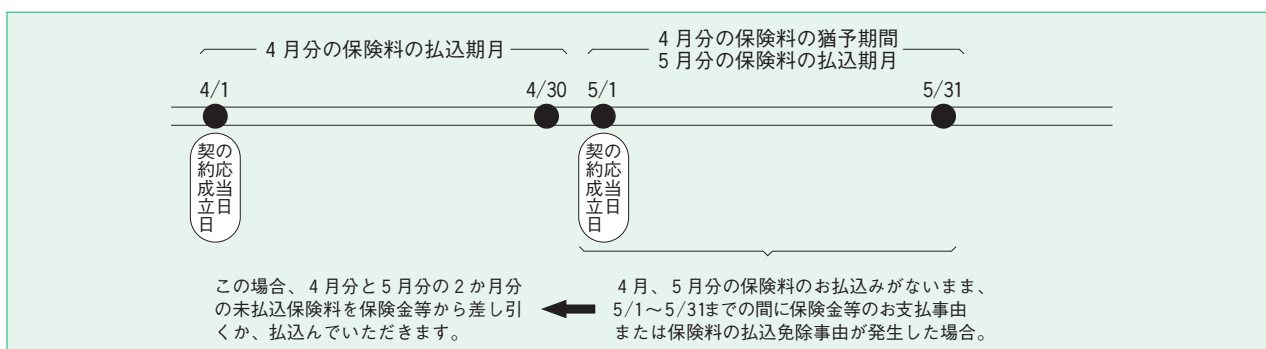 4月分の保険料の払込期月
4月分の保険料の猶予期間
5月分の保険料の払込期月
4/1
4/30
5/1
5/31
契約成立日
の応当日
契約成立日
の応当日
この場合、4月分と5月分の2か月分
の未払込保険料を保険金等から差し引
くか、払込んでいただきます。
4月、5月分の保険料のお払込みがないまま、
5/1〜5/31までの間に保険金等のお支払事由
または保険料の払込免除事由が発生した場合。